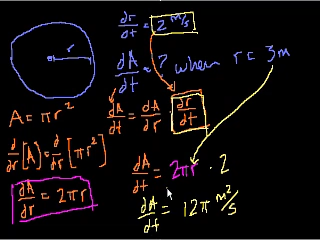 r
dr/dt = 2 m/s
dA/dt = ? when r = 3m
A = πr²
dA/dt = dA/dr dr/dt
d/dr [A] = d/dr [πr²]
dA/dr = 2πr
dA/dt = 2πr · 2
dA/dt = 12π m²/s